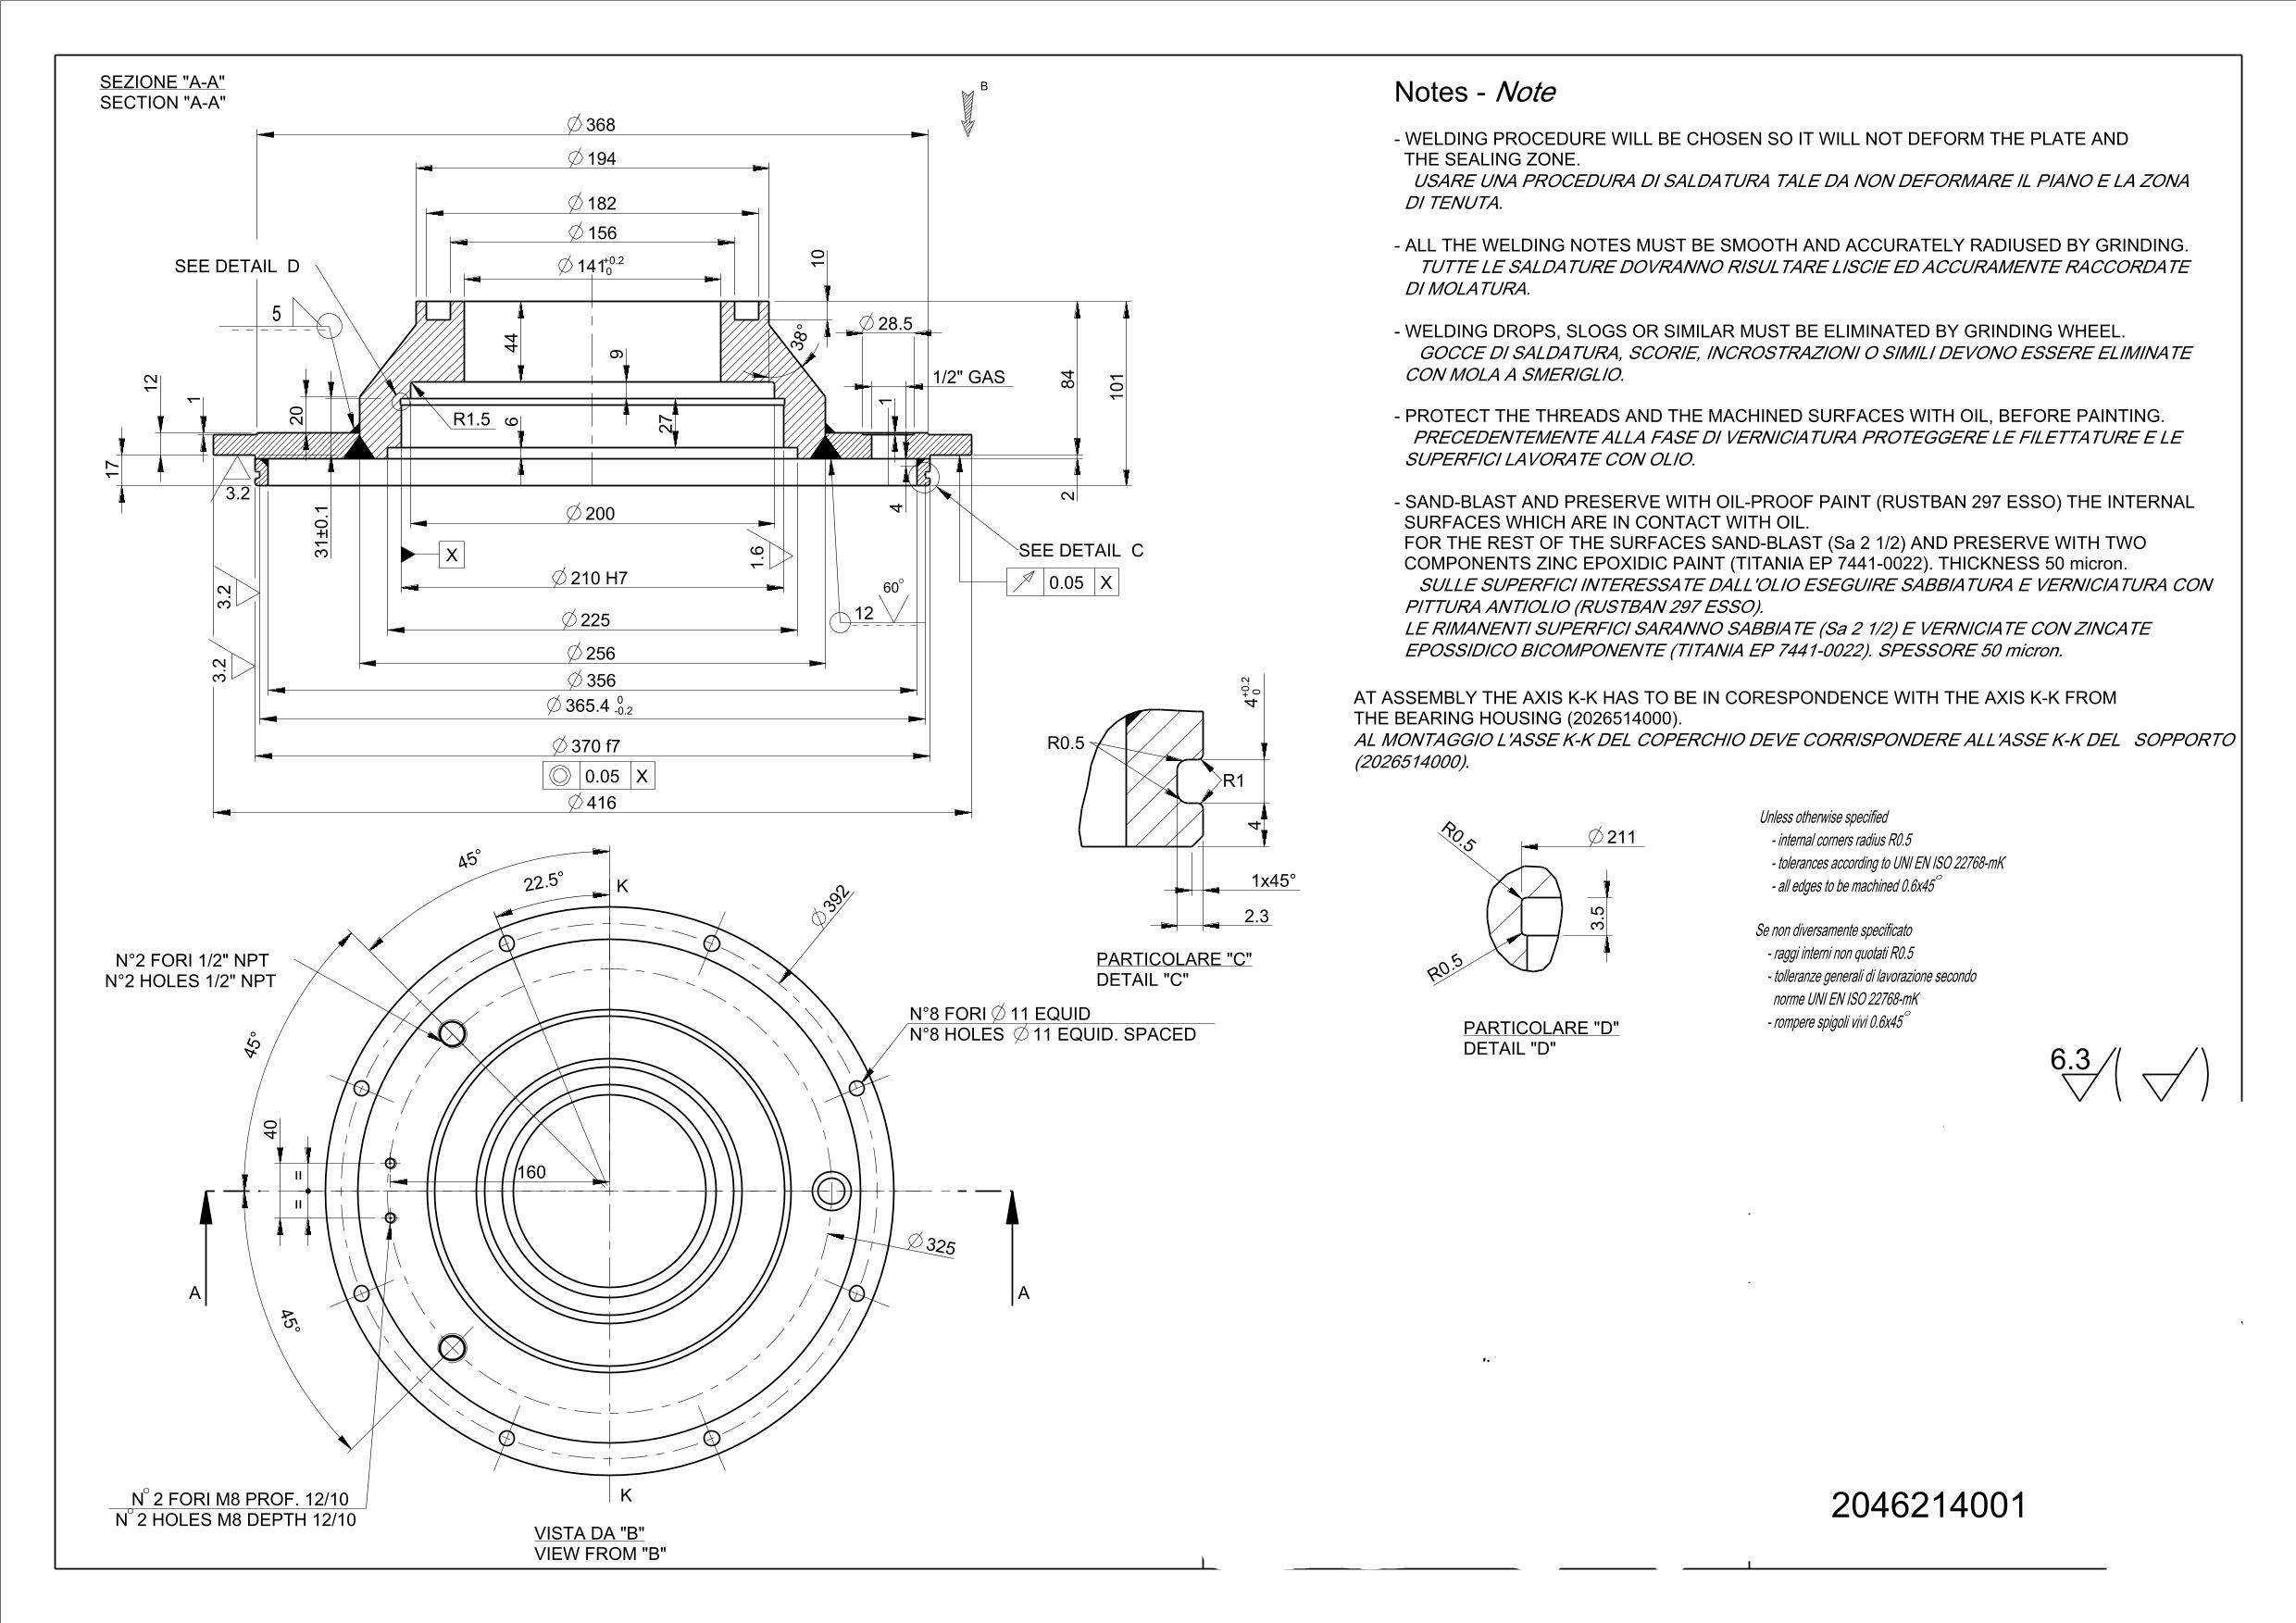 SEZIONE "A-A"
SECTION "A-A"
B
Ø 368
Ø 194
Ø 182
Ø 156
Ø 141 +0.2 0
SEE DETAIL D
5
10
38°
Ø 28.5
1/2" GAS
44
9
R1.5
6
27
12
1
20
17
3.2
31±0.1
1
4
84
101
2
Ø 200
X
1.6
Ø 210 H7
SEE DETAIL C
0.05 X
60°
12
3.2
3.2
Ø 225
Ø 256
Ø 356
Ø 365.4 0 -0.2
Ø 370 f7
0.05 X
Ø 416
Notes - Note
- WELDING PROCEDURE WILL BE CHOSEN SO IT WILL NOT DEFORM THE PLATE AND
THE SEALING ZONE.
USARE UNA PROCEDURA DI SALDATURA TALE DA NON DEFORMARE IL PIANO E LA ZONA
DI TENUTA.
- ALL THE WELDING NOTES MUST BE SMOOTH AND ACCURATELY RADIUSED BY GRINDING.
TUTTE LE SALDATURE DOVRANNO RISULTARE LISCIE ED ACCURAMENTE RACCORDATE
DI MOLATURA.
- WELDING DROPS, SLOGS OR SIMILAR MUST BE ELIMINATED BY GRINDING WHEEL.
GOCCE DI SALDATURA, SCORIE, INCROSTRAZIONI O SIMILI DEVONO ESSERE ELIMINATE
CON MOLA A SMERIGLIO.
- PROTECT THE THREADS AND THE MACHINED SURFACES WITH OIL, BEFORE PAINTING.
PRECEDENTEMENTE ALLA FASE DI VERNICIATURA PROTEGGERE LE FILETTATURE E LE
SUPERFICI LAVORATE CON OLIO.
- SAND-BLAST AND PRESERVE WITH OIL-PROOF PAINT (RUSTBAN 297 ESSO) THE INTERNAL
SURFACES WHICH ARE IN CONTACT WITH OIL.
FOR THE REST OF THE SURFACES SAND-BLAST (Sa 2 1/2) AND PRESERVE WITH TWO
COMPONENTS ZINC EPOXIDIC PAINT (TITANIA EP 7441-0022). THICKNESS 50 micron.
SULLE SUPERFICI INTERESSATE DALL'OLIO ESEGUIRE SABBIATURA E VERNICIATURA CON
PITTURA ANTIOLIO (RUSTBAN 297 ESSO).
LE RIMANENTI SUPERFICI SARANNO SABBIATE (Sa 2 1/2) E VERNICIATE CON ZINCATE
EPOSSIDICO BICOMPONENTE (TITANIA EP 7441-0022). SPESSORE 50 micron.
AT ASSEMBLY THE AXIS K-K HAS TO BE IN CORESPONDENCE WITH THE AXIS K-K FROM
THE BEARING HOUSING (2026514000).
AL MONTAGGIO L'ASSE K-K DEL COPERCHIO DEVE CORRISPONDERE ALL'ASSE K-K DEL SOPPORTO
(2026514000).
4 +0.2 0
R0.5
R1
4
1x45°
2.3
PARTICOLARE "C"
DETAIL "C"
R0.5
Ø 211
3.5
R0.5
PARTICOLARE "D"
DETAIL "D"
Unless otherwise specified
- internal corners radius R0.5
- tolerances according to UNI EN ISO 22768-mK
- all edges to be machined 0.6x45°
Se non diversamente specificato
- raggi interni non quotati R0.5
- tolleranze generali di lavorazione secondo
norme UNI EN ISO 22768-mK
- rompere spigoli vivi 0.6x45°
6.3 ( )
45°
22.5°
K
Ø 392
N°2 FORI 1/2" NPT
N°2 HOLES 1/2" NPT
N°8 FORI Ø 11 EQUID
N°8 HOLES Ø 11 EQUID. SPACED
45°
40
=
=
160
Ø 325
A
A
45°
K
N° 2 FORI M8 PROF. 12/10
N° 2 HOLES M8 DEPTH 12/10
VISTA DA "B"
VIEW FROM "B"
2046214001